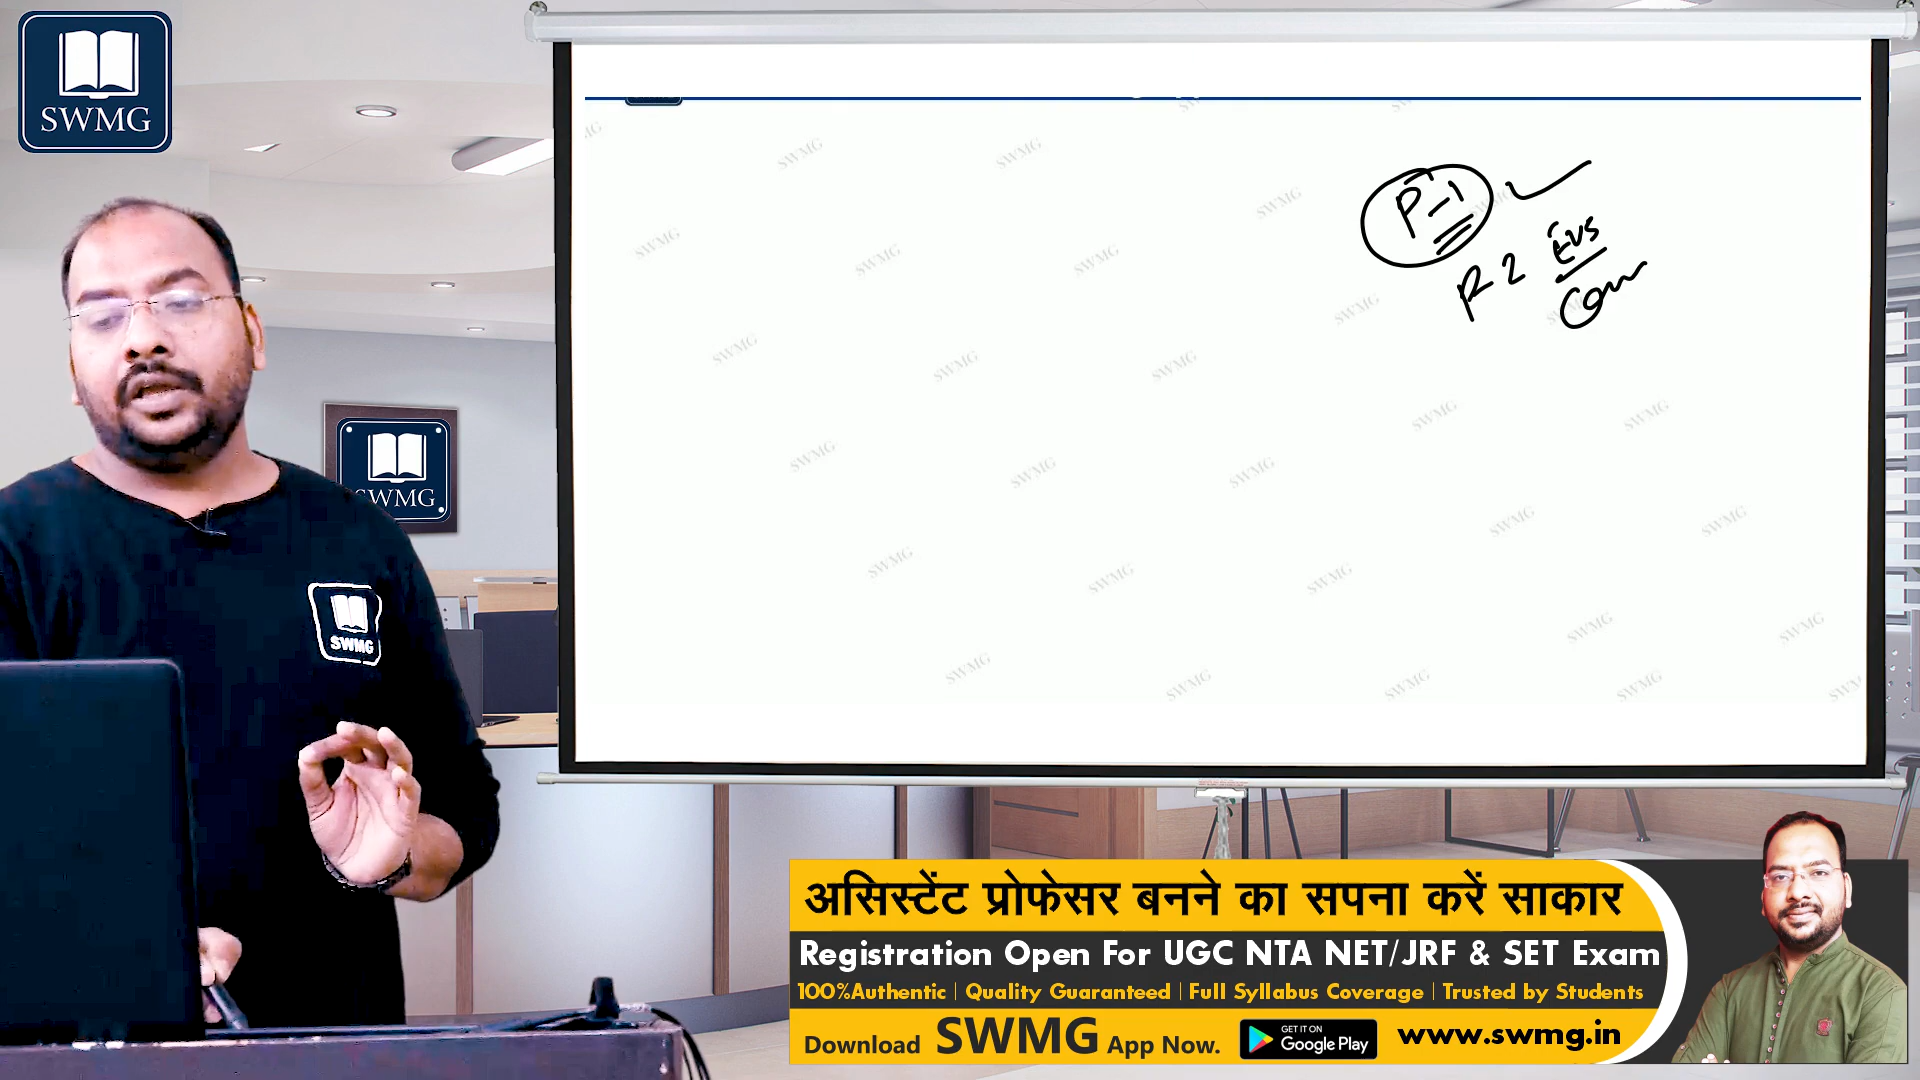 SWMG
SWMG
SWMG
P-1
P-2 EVS
Com
असिस्टेंट प्रोफेसर बनने का सपना करें साकार
Registration Open For UGC NTA NET/JRF & SET Exam
100%Authentic | Quality Guaranteed | Full Syllabus Coverage | Trusted by Students
Download SWMG App Now. GET IT ON Google Play www.swmg.in